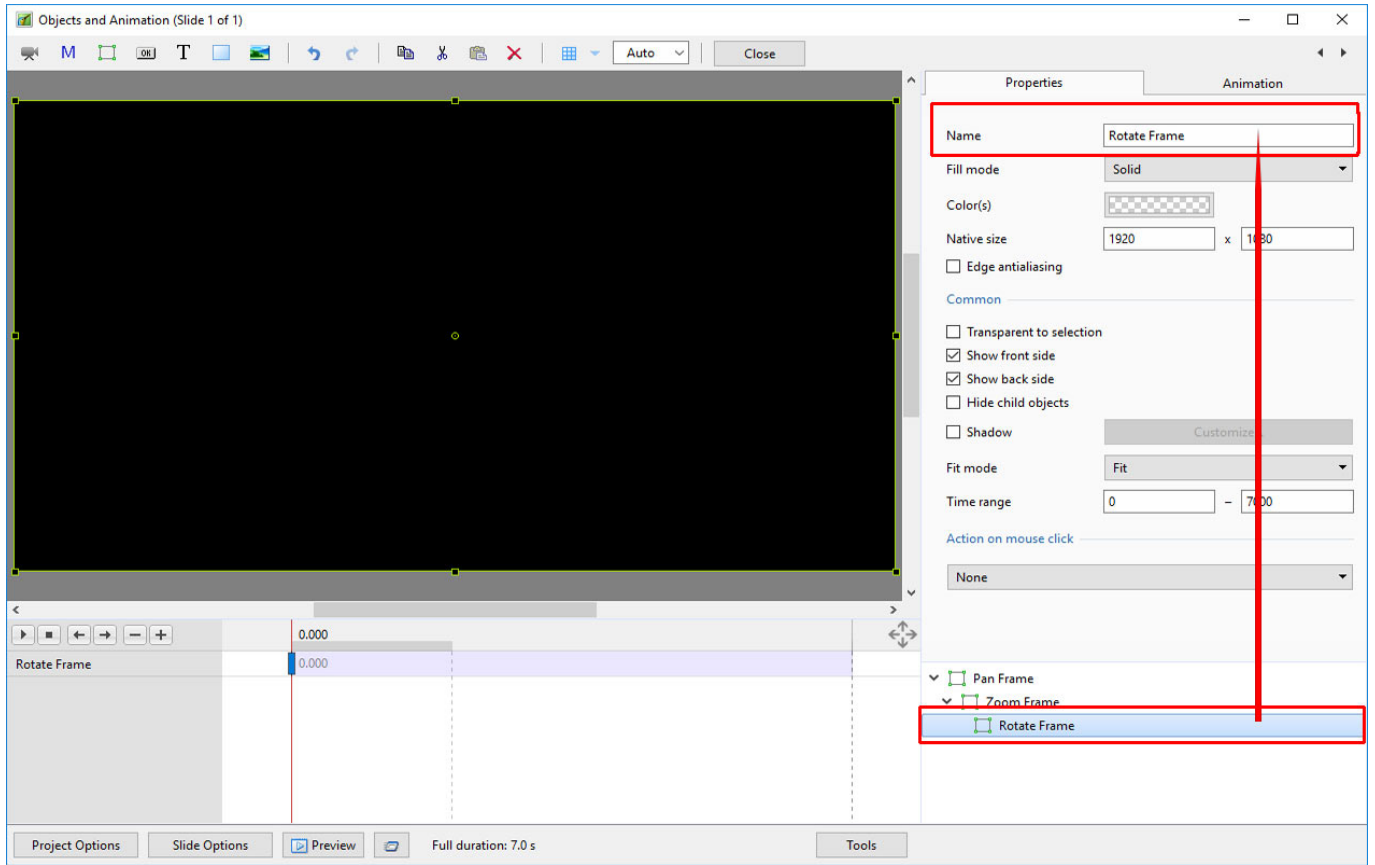 Objects and Animation (Slide 1 of 1)
M OK T Auto Close
Properties Animation
Name Rotate Frame
Fill mode Solid
Color(s)
Native size 1920 x 1080
Edge antialiasing
Common
Transparent to selection
Show front side
Show back side
Hide child objects
Shadow Customize...
Fit mode Fit
Time range 0 – 7000
Action on mouse click
None
0.000
Rotate Frame 0.000
Pan Frame
Zoom Frame
Rotate Frame
Project Options Slide Options Preview Full duration: 7.0 s Tools